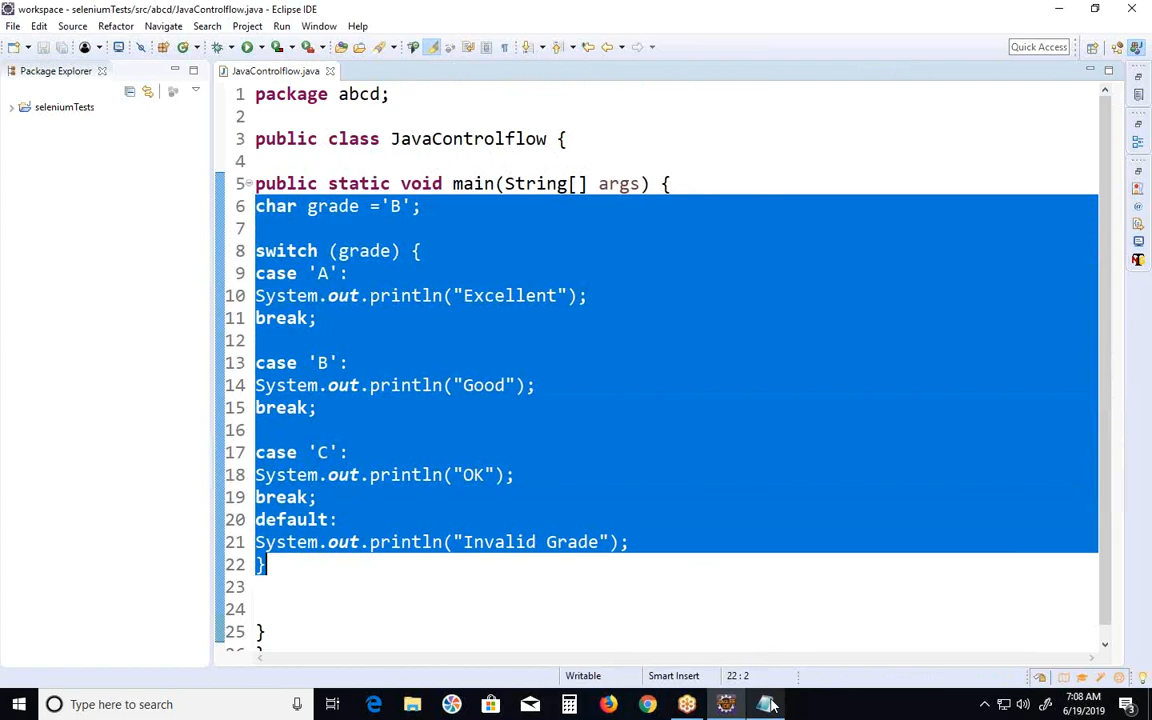 workspace - seleniumTests/src/abcd/JavaControlflow.java - Eclipse IDE
File Edit Source Refactor Navigate Search Project Run Window Help
Quick Access
Package Explorer
JavaControlflow.java
seleniumTests
1 package abcd;
2
3 public class JavaControlflow {
4
5 public static void main(String[] args) {
6 char grade ='B';
7
8 switch (grade) {
9 case 'A':
10 System.out.println("Excellent");
11 break;
12
13 case 'B':
14 System.out.println("Good");
15 break;
16
17 case 'C':
18 System.out.println("OK");
19 break;
20 default:
21 System.out.println("Invalid Grade");
22 }
23
24
25 }
Writable Smart Insert 22 : 2
Type here to search
7:08 AM
6/19/2019
3